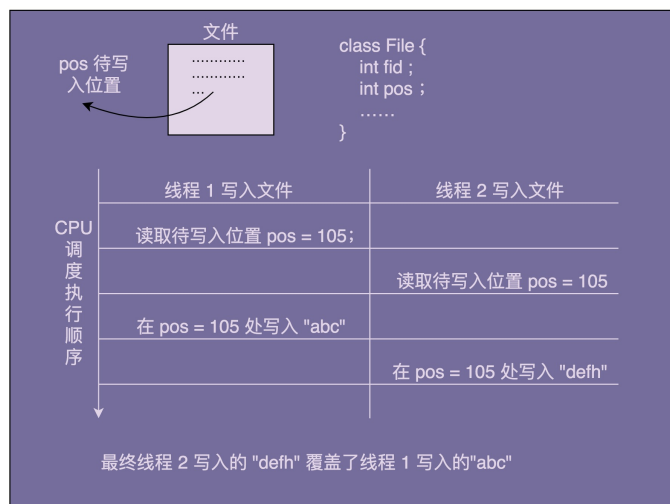 文件
pos 待写
入位置
…………
…………
…
class File {
int fid ;
int pos ;
……
}
线程 1 写入文件
线程 2 写入文件
CPU
调
度
执
行
顺
序
读取待写入位置 pos = 105;
读取待写入位置 pos = 105
在 pos = 105 处写入 "abc"
在 pos = 105 处写入 "defh"
最终线程 2 写入的 "defh" 覆盖了线程 1 写入的"abc"